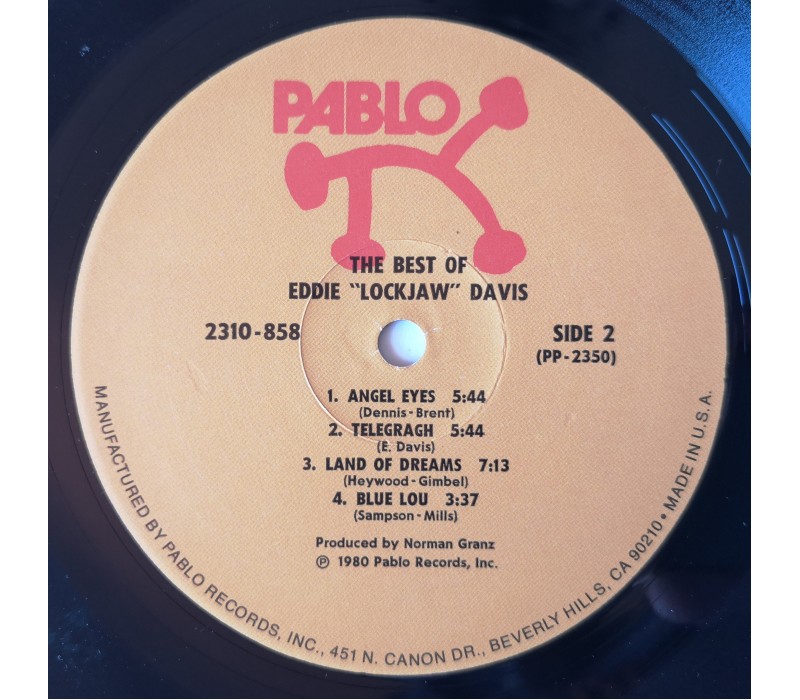 PABLO
THE BEST OF
EDDIE "LOCKJAW" DAVIS
2310-858
SIDE 2
(PP-2350)
1. ANGEL EYES 5:44
(Dennis-Brent)
2. TELEGRAGH 5:44
(E. Davis)
3. LAND OF DREAMS 7:13
(Heywood-Gimbel)
4. BLUE LOU 3:37
(Sampson-Mills)
Produced by Norman Granz
℗ 1980 Pablo Records, Inc.
MANUFACTURED BY PABLO RECORDS, INC., 451 N. CANON DR., BEVERLY HILLS, CA 90210 • MADE IN U.S.A.